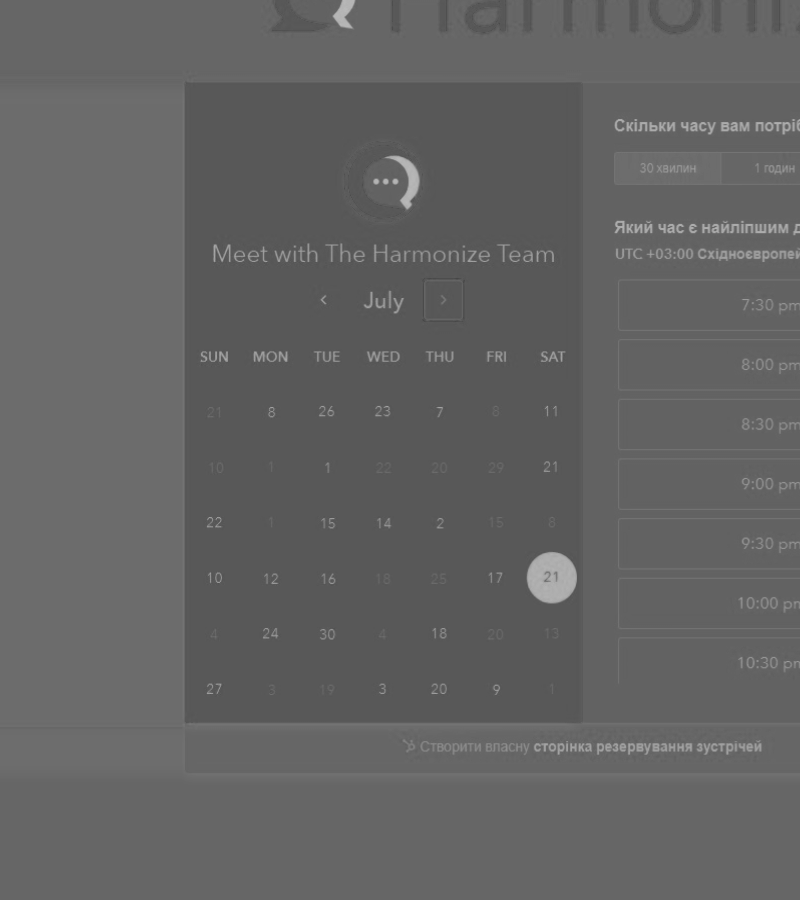 Harmoniz
Meet with The Harmonize Team
July
SUN MON TUE WED THU FRI SAT
21 8 26 23 7 8 11
10 1 1 22 20 29 21
22 1 15 14 2 15 8
10 12 16 18 25 17 21
4 24 30 4 18 20 13
27 3 19 3 20 9 1
Скільки часу вам потріб
30 хвилин 1 годин
Який час є найліпшим д
UTC +03:00 Східноєвропей
7:30 pm
8:00 pm
8:30 pm
9:00 pm
9:30 pm
10:00 pm
10:30 pm
Створити власну сторінка резервування зустрічей